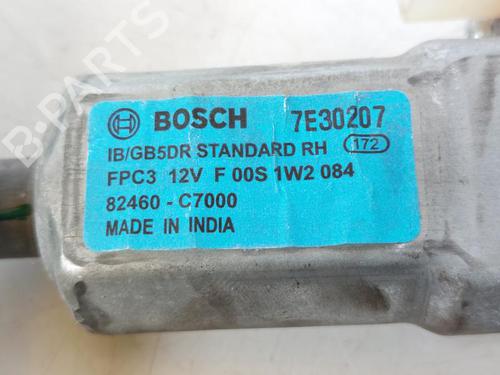 BOSCH 7E30207
IB/GB5DR STANDARD RH 172
FPC3 12V F 00S 1W2 084
82460 - C7000
MADE IN INDIA
B-PARTS